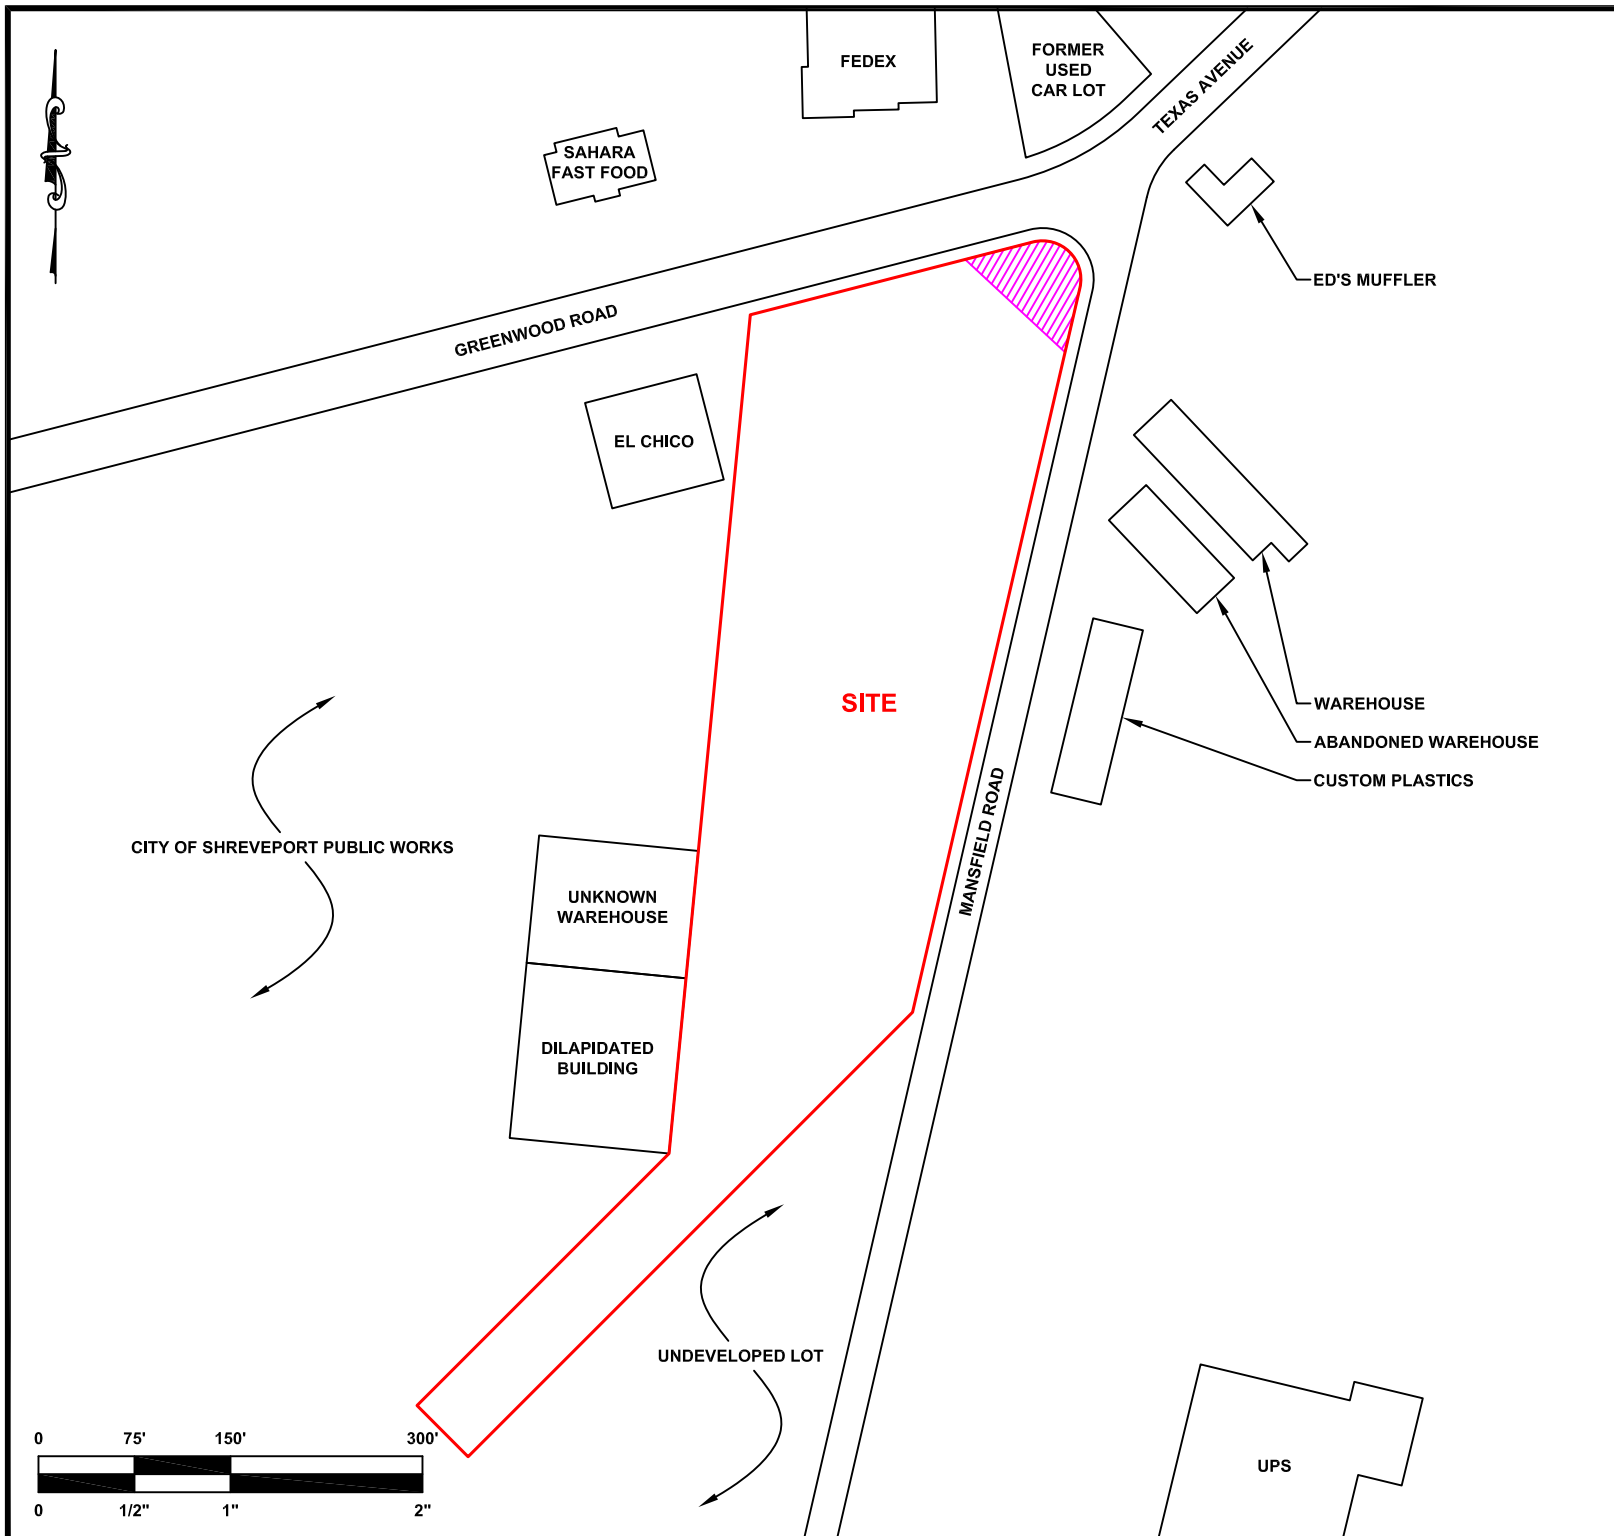 FEDEX
FORMER
USED
CAR LOT
TEXAS AVENUE
SAHARA
FAST FOOD
ED'S MUFFLER
GREENWOOD ROAD
EL CHICO
SITE
WAREHOUSE
ABANDONED WAREHOUSE
CUSTOM PLASTICS
MANSFIELD ROAD
CITY OF SHREVEPORT PUBLIC WORKS
UNKNOWN
WAREHOUSE
DILAPIDATED
BUILDING
UNDEVELOPED LOT
UPS
0 75' 150' 300'
0 1/2" 1" 2"